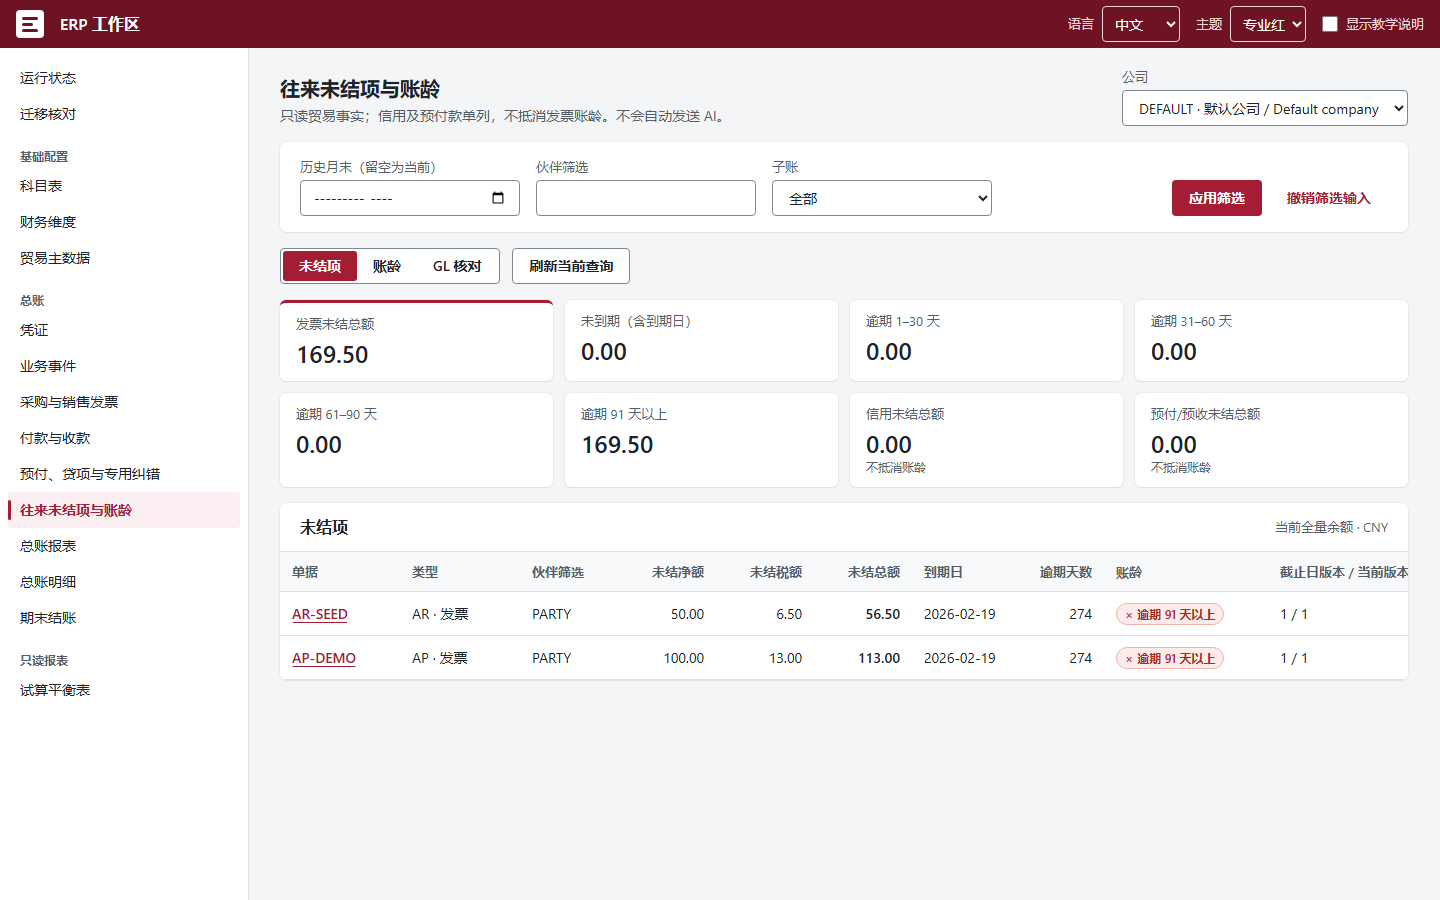 ERP 工作区
语言 中文 主题 专业红 显示教学说明
运行状态
迁移核对
基础配置
科目表
财务维度
贸易主数据
总账
凭证
业务事件
采购与销售发票
付款与收款
预付、贷项与专用纠错
往来未结项与账龄
总账报表
总账明细
期末结账
只读报表
试算平衡表
往来未结项与账龄
只读贸易事实；信用及预付款单列，不抵消发票账龄。不会自动发送 AI。
公司
DEFAULT · 默认公司 / Default company
历史月末（留空为当前） 伙伴筛选 子账
--------- ---- 全部 应用筛选 撤销筛选输入
未结项 账龄 GL 核对 刷新当前查询
发票未结总额 未到期（含到期日） 逾期 1–30 天 逾期 31–60 天
169.50 0.00 0.00 0.00
逾期 61–90 天 逾期 91 天以上 信用未结总额 预付/预收未结总额
0.00 169.50 0.00 0.00
不抵消账龄 不抵消账龄
未结项 当前全量余额 · CNY
单据 类型 伙伴筛选 未结净额 未结税额 未结总额 到期日 逾期天数 账龄 截止日版本 / 当前版本
AR-SEED AR · 发票 PARTY 50.00 6.50 56.50 2026-02-19 274 × 逾期 91 天以上 1 / 1
AP-DEMO AP · 发票 PARTY 100.00 13.00 113.00 2026-02-19 274 × 逾期 91 天以上 1 / 1